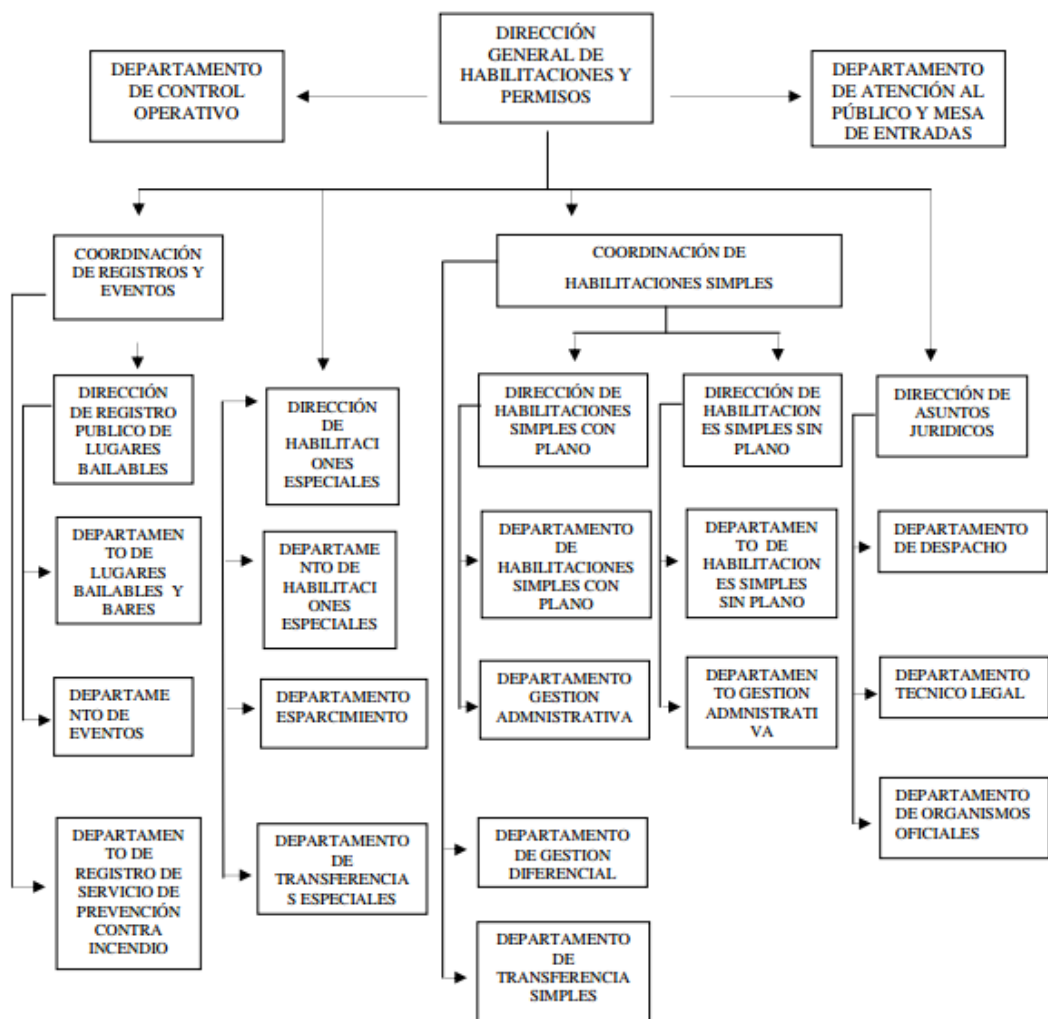 DIRECCIÓN
GENERAL DE
HABILITACIONES Y
PERMISOS
DEPARTAMENTO
DE CONTROL
OPERATIVO
DEPARTAMENTO
DE ATENCIÓN AL
PÚBLICO Y MESA
DE ENTRADAS
COORDINACIÓN
DE REGISTROS Y
EVENTOS
COORDINACIÓN DE
HABILITACIONES SIMPLES
DIRECCIÓN
DE REGISTRO
PUBLICO DE
LUGARES
BAILABLES
DIRECCIÓN
DE
HABILITACI
ONES
ESPECIALES
DIRECCIÓN DE
HABILITACIONES
SIMPLES CON
PLANO
DIRECCIÓN DE
HABILITACION
ES SIMPLES SIN
PLANO
DIRECCIÓN DE
ASUNTOS
JURIDICOS
DEPARTAMEN
TO DE
LUGARES
BAILABLES Y
BARES
DEPARTAME
NTO DE
HABILITACI
ONES
ESPECIALES
DEPARTAMENTO
DE
HABILITACIONES
SIMPLES CON
PLANO
DEPARTAMEN
TO DE
HABILITACION
ES SIMPLES
SIN PLANO
DEPARTAMENTO
DE DESPACHO
DEPARTAME
NTO DE
EVENTOS
DEPARTAMENTO
ESPARCIMIENTO
DEPARTAMENTO
GESTION
ADMNISTRATIVA
DEPARTAMEN
TO GESTION
ADMNISTRATI
VA
DEPARTAMENTO
TECNICO LEGAL
DEPARTAMEN
TO DE
REGISTRO DE
SERVICIO DE
PREVENCIÓN
CONTRA
INCENDIO
DEPARTAMENTO
DE
TRANSFERENCIA
S ESPECIALES
DEPARTAMENTO
DE GESTION
DIFERENCIAL
DEPARTAMENTO
DE ORGANISMOS
OFICIALES
DEPARTAMENTO
DE
TRANSFERENCIA
SIMPLES